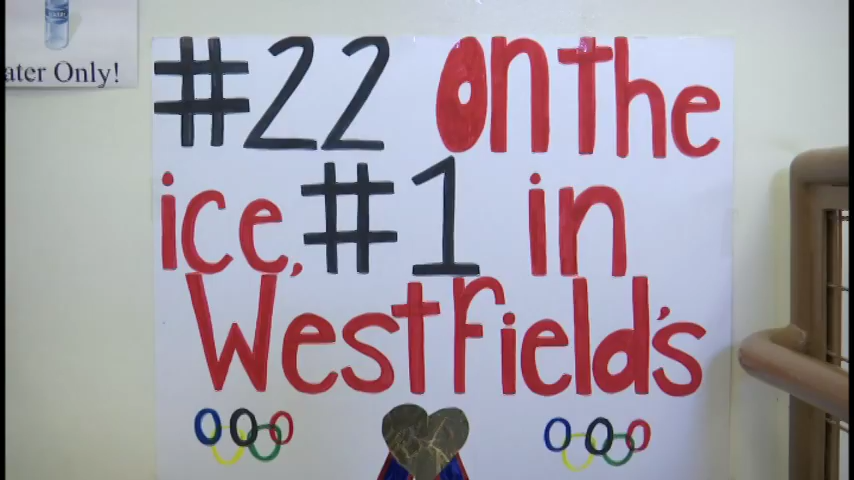 ater Only!
#22 on the
ice, #1 in
Westfield's